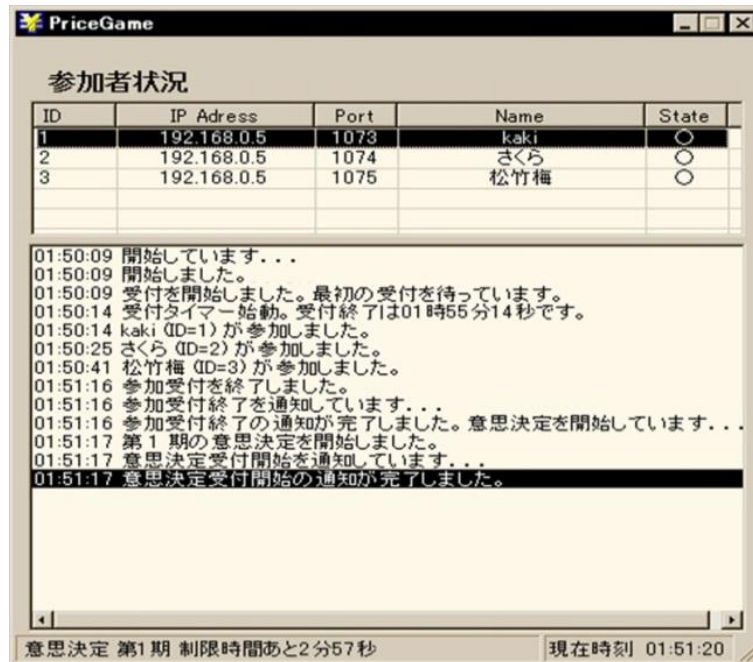 PriceGame
参加者状況
ID IP Adress Port Name State
1 192.168.0.5 1073 kaki ○
2 192.168.0.5 1074 さくら ○
3 192.168.0.5 1075 松竹梅 ○
01:50:09 開始しています...
01:50:09 開始しました。
01:50:09 受付を開始しました。最初の受付を待っています。
01:50:14 受付タイマー始動。受付終了は01時55分14秒です。
01:50:14 kaki (ID=1) が参加しました。
01:50:25 さくら (ID=2) が参加しました。
01:50:41 松竹梅 (ID=3) が参加しました。
01:51:16 参加受付を終了しました。
01:51:16 参加受付終了を通知しています...
01:51:16 参加受付終了の通知が完了しました。意思決定を開始しています...
01:51:17 第1 期の意思決定を開始しました。
01:51:17 意思決定受付開始を通知しています...
01:51:17 意思決定受付開始の通知が完了しました。
意思決定 第1期 制限時間あと2分57秒 現在時刻 01:51:20